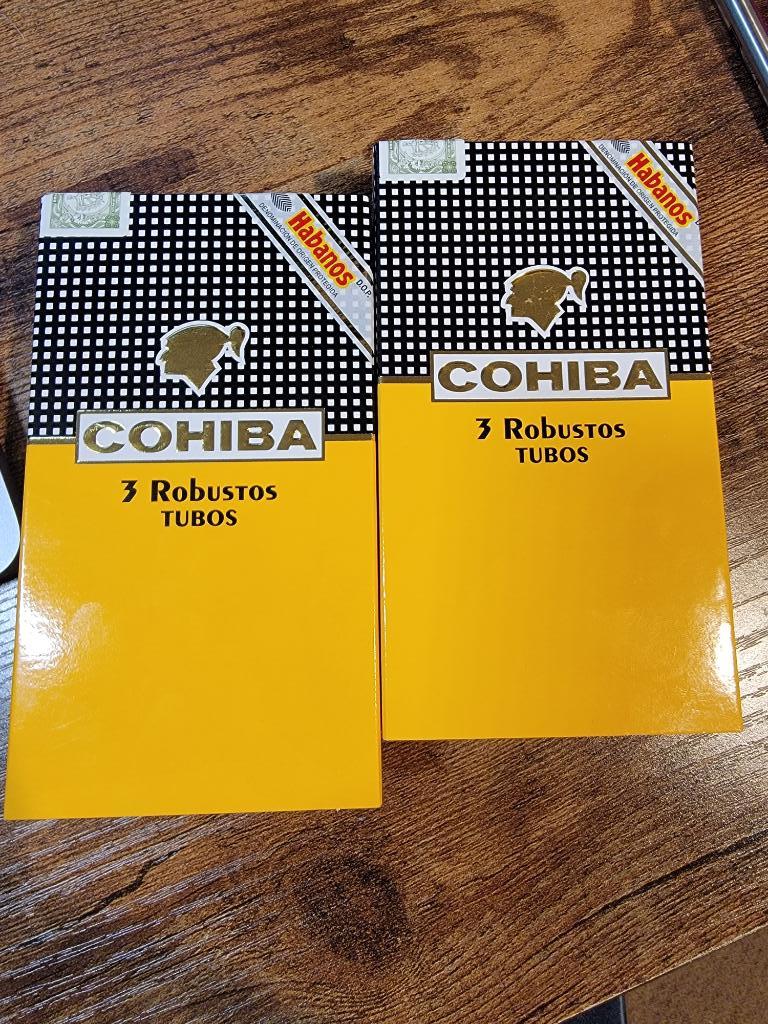 Habanos
DENOMINACIÓN DE ORIGEN PROTEGIDA
D.O.P.
COHIBA
3 Robustos
TUBOS
Habanos
DENOMINACIÓN DE ORIGEN PROTEGIDA
COHIBA
3 Robustos
TUBOS